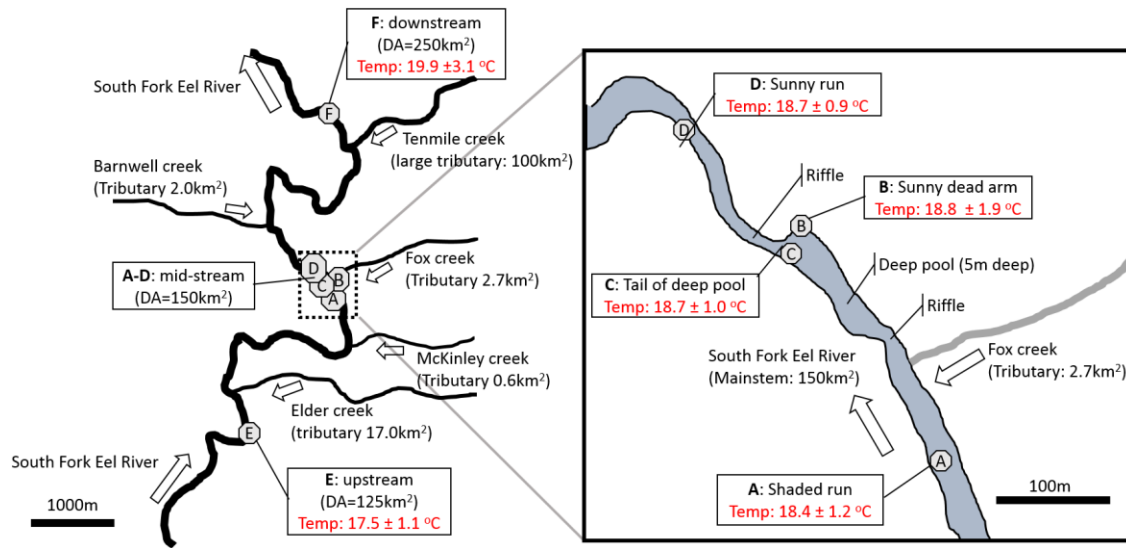 F: downstream
(DA=250km²)
Temp: 19.9 ±3.1 °C
South Fork Eel River
F
Tenmile creek
(large tributary: 100km²)
Barnwell creek
(Tributary 2.0km²)
A-D: mid-stream
(DA=150km²)
D
B
C
A
Fox creek
(Tributary 2.7km²)
McKinley creek
(Tributary 0.6km²)
Elder creek
(tributary 17.0km²)
E
South Fork Eel River
E: upstream
(DA=125km²)
Temp: 17.5 ± 1.1 °C
1000m
D: Sunny run
Temp: 18.7 ± 0.9 °C
D
Riffle
B: Sunny dead arm
Temp: 18.8 ± 1.9 °C
B
C
C: Tail of deep pool
Temp: 18.7 ± 1.0 °C
Deep pool (5m deep)
Riffle
South Fork Eel River
(Mainstem: 150km²)
Fox creek
(Tributary: 2.7km²)
A
A: Shaded run
Temp: 18.4 ± 1.2 °C
100m